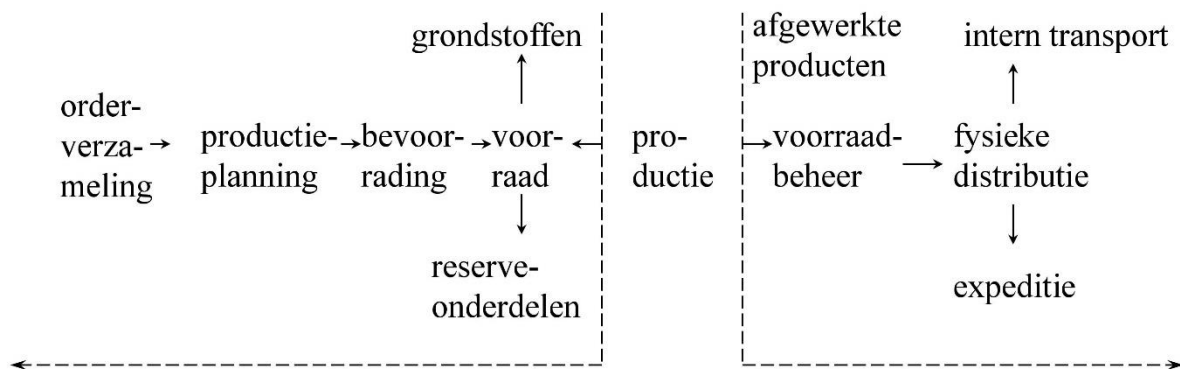 grondstoffen
afgewerkte
producten
intern transport
order-
verza-
meling
productie-
planning
bevoor-
rading
voor-
raad
pro-
ductie
voorraad-
beheer
fysieke
distributie
reserve-
onderdelen
expeditie